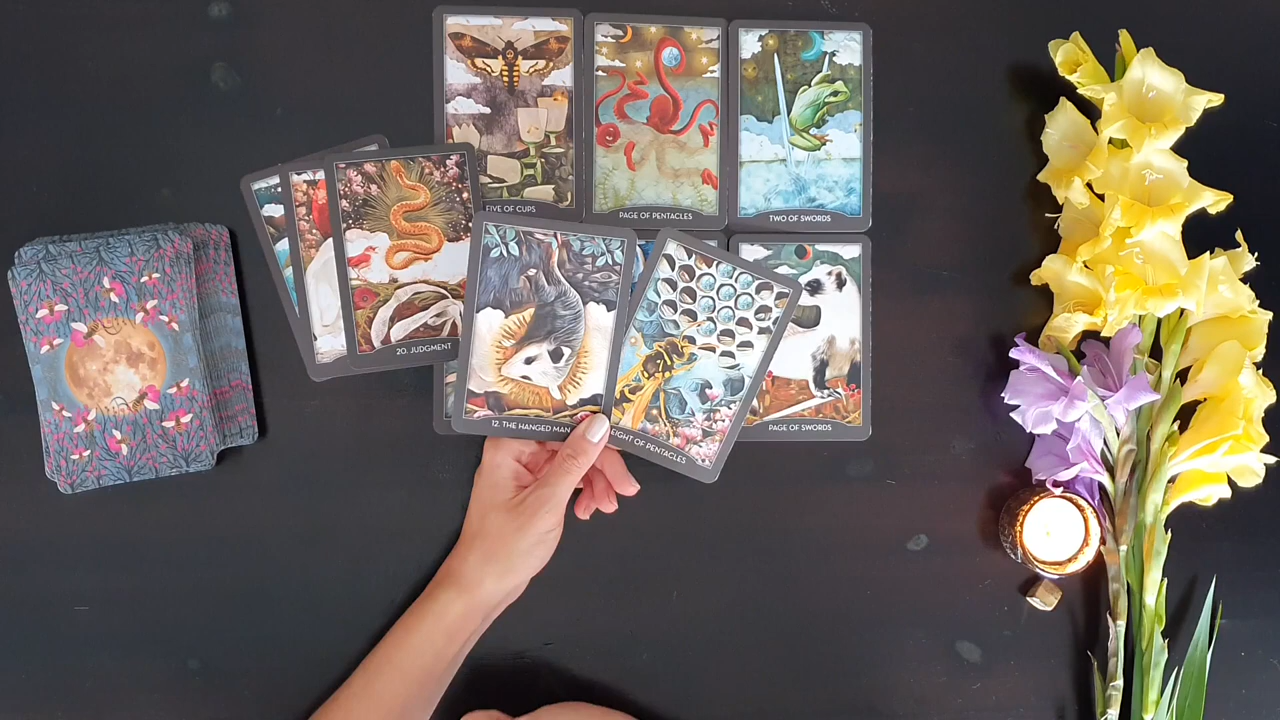 FIVE OF CUPS
PAGE OF PENTACLES
TWO OF SWORDS
20. JUDGMENT
12. THE HANGED MAN
EIGHT OF PENTACLES
PAGE OF SWORDS